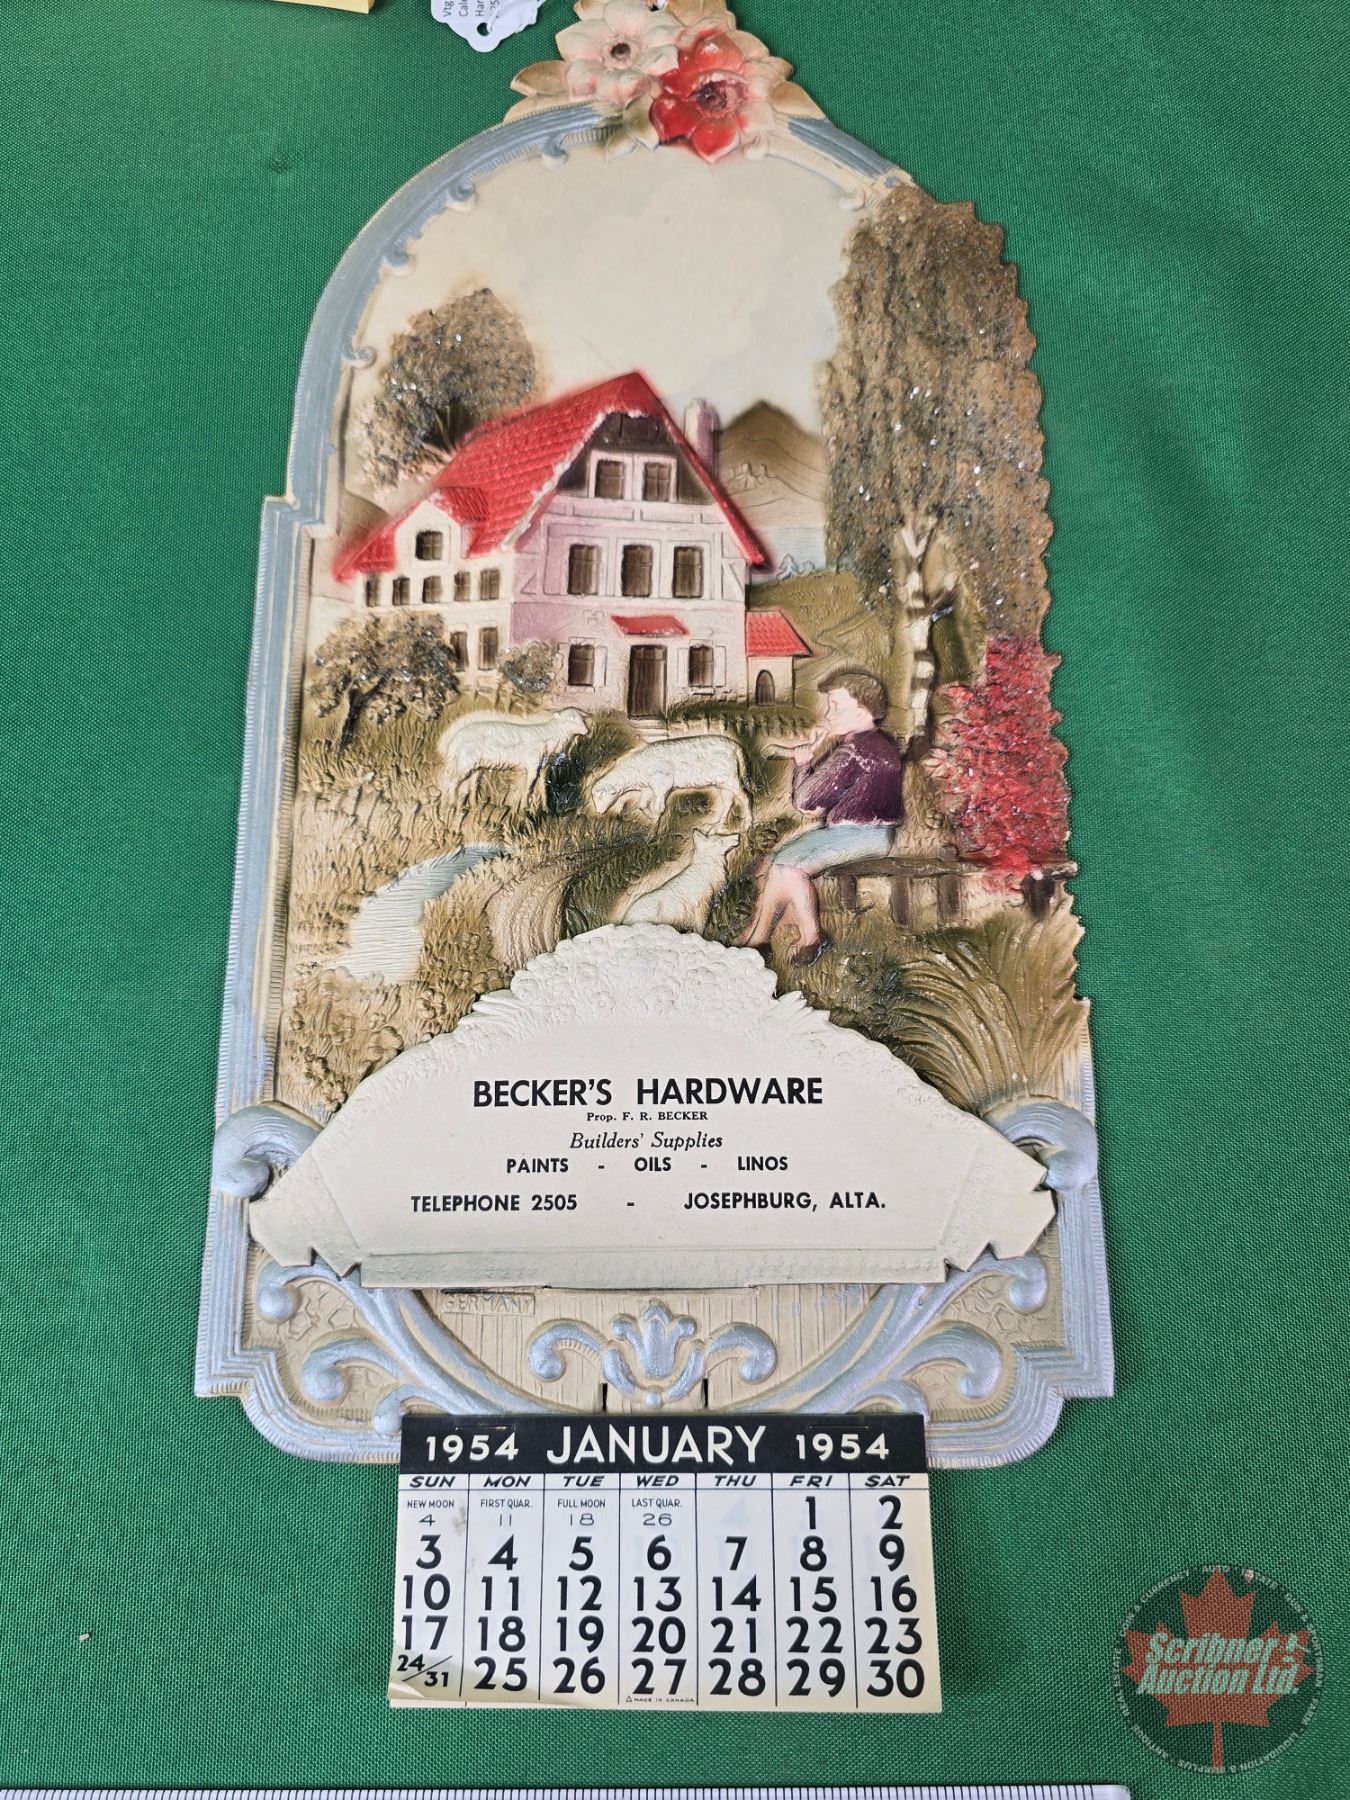 Vtg
BECKER'S HARDWARE
Prop. F. R. BECKER
Builders' Supplies
PAINTS - OILS - LINOS
TELEPHONE 2505 - JOSEPHBURG, ALTA.
GERMANY
1954 JANUARY 1954
SUN MON TUE WED THU FRI SAT
NEW MOON 4 FIRST QUAR. 11 FULL MOON 18 LAST QUAR. 26 1 2
3 4 5 6 7 8 9
10 11 12 13 14 15 16
17 18 19 20 21 22 23
24/31 25 26 27 28 29 30
MADE IN CANADA
Scribner
Auction Ltd.